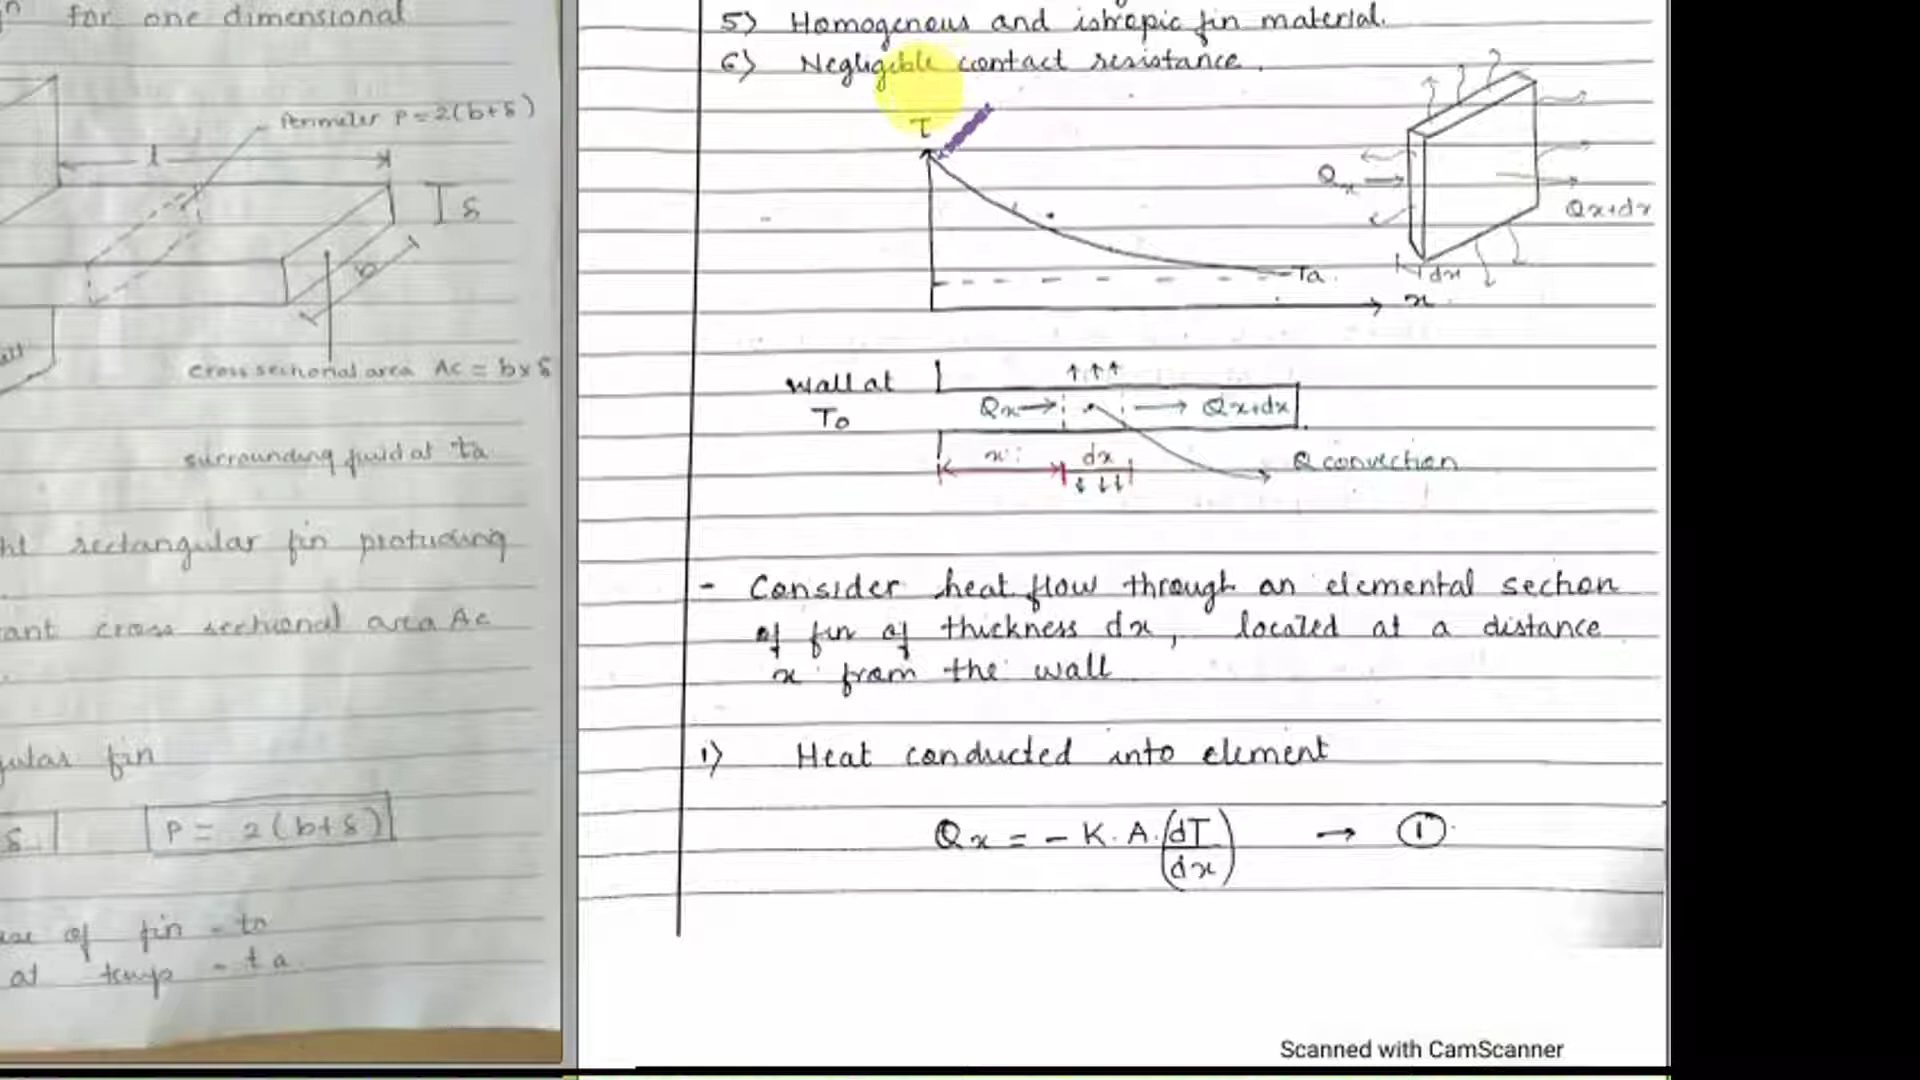 for one dimensional
Perimeter P = 2(b+δ)
l
δ
b
cross sectional area Ac = b x δ
surrounding fluid at ta
rectangular fin protuding
cross sectional area Ac
fin
δ
P = 2(b+δ)
of fin - to
at temp - ta
5) Homogenous and isotropic fin material.
6) Negligible contact resistance.
T
Qx
Qx+dx
Ta
dx
x
wall at
To
Qx → → Qx+dx
x dx
Q convection
- Consider heat flow through an elemental section
of fin of thickness dx, located at a distance
x from the wall
1) Heat conducted into element
Qx = - K. A. (dT/dx) → ①
Scanned with CamScanner